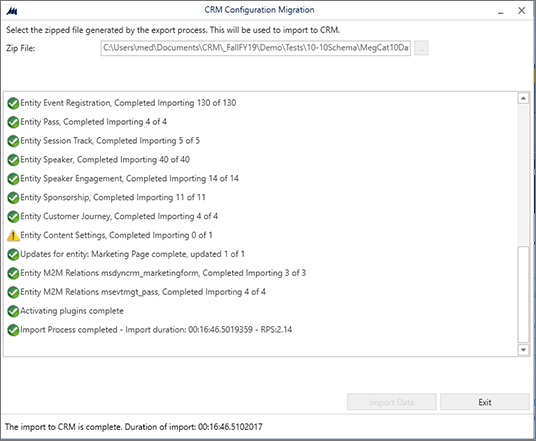 CRM Configuration Migration
Select the zipped file generated by the export process. This will be used to import to CRM.
Zip File: C:\Users\med\Documents\CRM\_FallFY19\Demo\Tests\10-10Schema\MegCat10Da ...
Entity Event Registration, Completed Importing 130 of 130
Entity Pass, Completed Importing 4 of 4
Entity Session Track, Completed Importing 5 of 5
Entity Speaker, Completed Importing 40 of 40
Entity Speaker Engagement, Completed Importing 14 of 14
Entity Sponsorship, Completed Importing 11 of 11
Entity Customer Journey, Completed Importing 4 of 4
Entity Content Settings, Completed Importing 0 of 1
Updates for entity: Marketing Page complete, updated 1 of 1
Entity M2M Relations msdyncrm_marketingform, Completed Importing 3 of 3
Entity M2M Relations msevtmgt_pass, Completed Importing 4 of 4
Activating plugins complete
Import Process completed - Import duration: 00:16:46.5019359 - RPS:2.14
Import Data Exit
The import to CRM is complete. Duration of import: 00:16:46.5102017